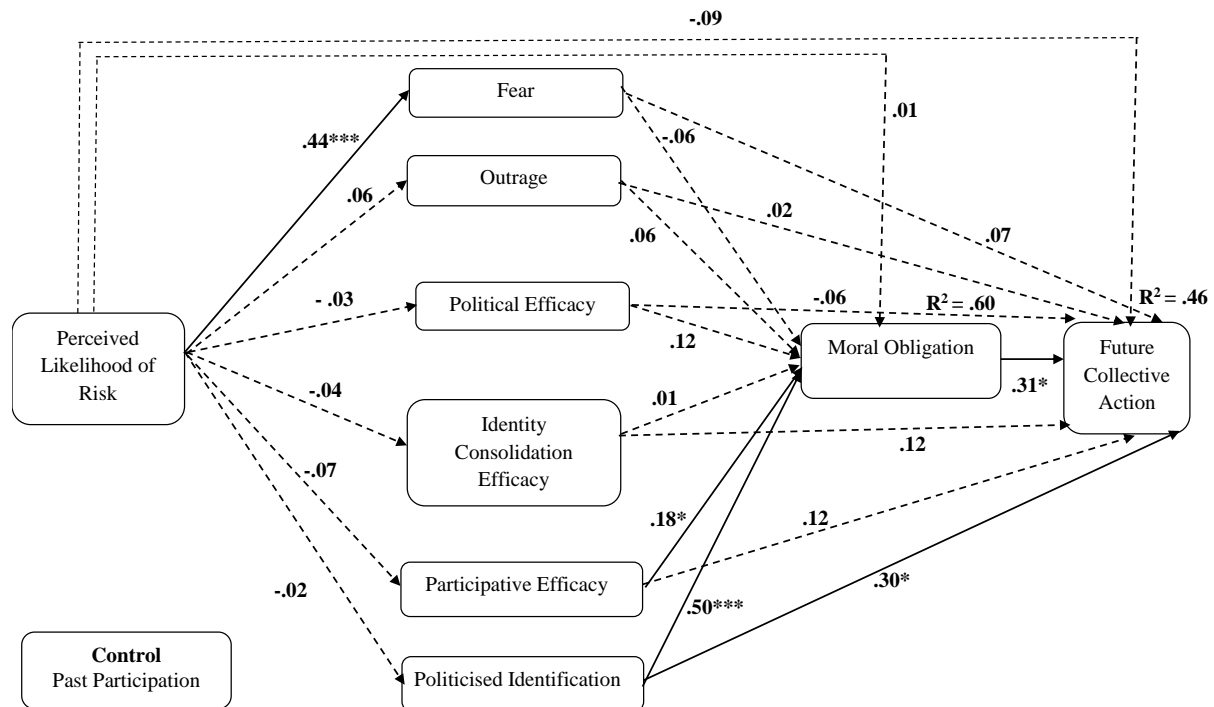 -.09
Fear
.01
-.06
.44***
Outrage
.02
.06
.06
.07
Political Efficacy
- .03
-.06
R² = .60
R² = .46
.12
Perceived
Likelihood of
Risk
Moral Obligation
Future
Collective
Action
.31*
-.04
.01
Identity
Consolidation
Efficacy
.12
-.07
.18*
.12
Participative Efficacy
-.02
.50***
.30*
Control
Past Participation
Politicised Identification